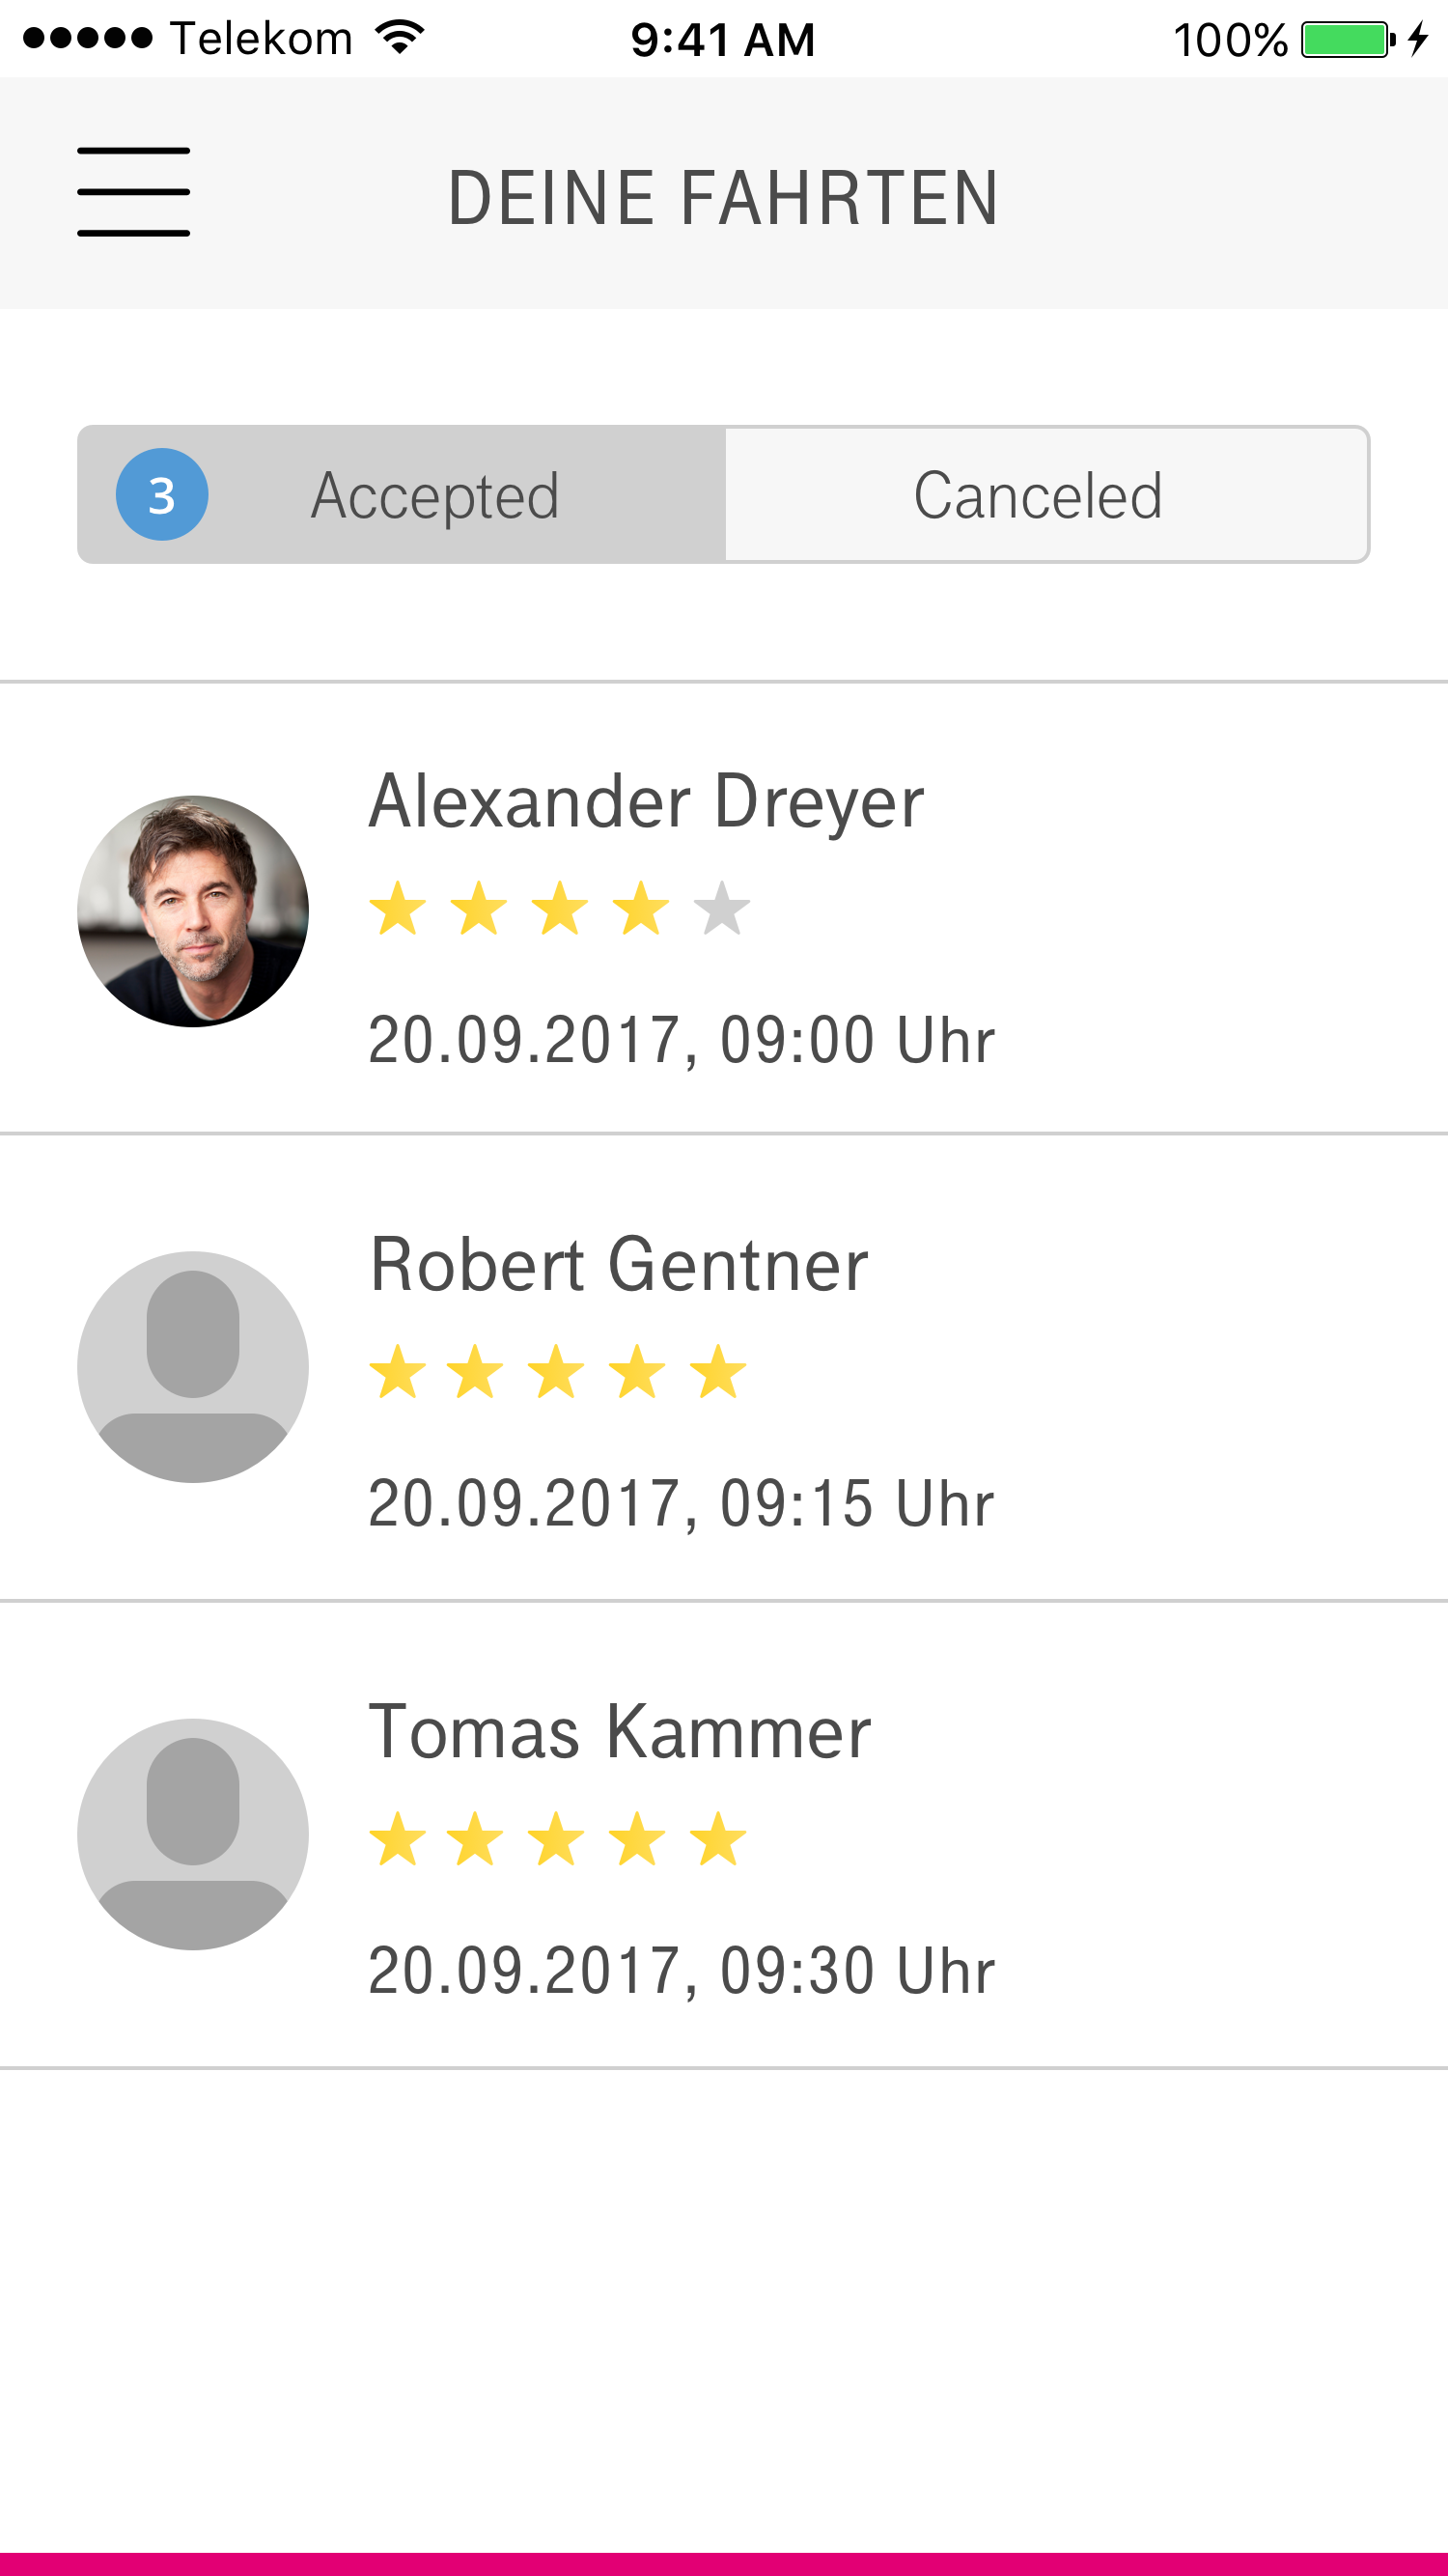 Telekom 9:41 AM 100%
DEINE FAHRTEN
3 Accepted Canceled
Alexander Dreyer
20.09.2017, 09:00 Uhr
Robert Gentner
20.09.2017, 09:15 Uhr
Tomas Kammer
20.09.2017, 09:30 Uhr